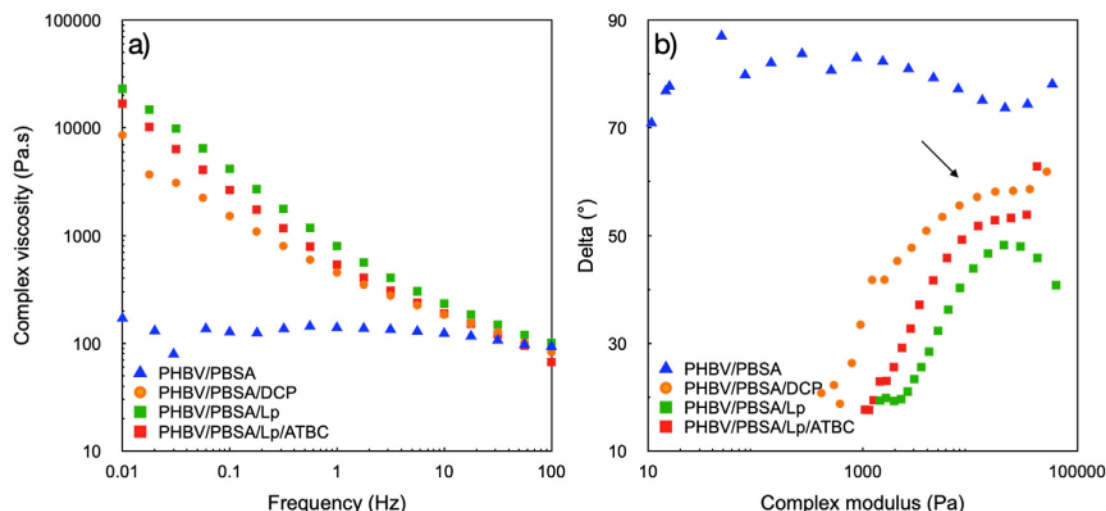 a)
100000
10000
1000
100
10
Complex viscosity (Pa.s)
PHBV/PBSA
PHBV/PBSA/DCP
PHBV/PBSA/Lp
PHBV/PBSA/Lp/ATBC
0.01 0.1 1 10 100
Frequency (Hz)
b)
90
70
50
30
10
Delta (°)
PHBV/PBSA
PHBV/PBSA/DCP
PHBV/PBSA/Lp
PHBV/PBSA/Lp/ATBC
10 1000 100000
Complex modulus (Pa)